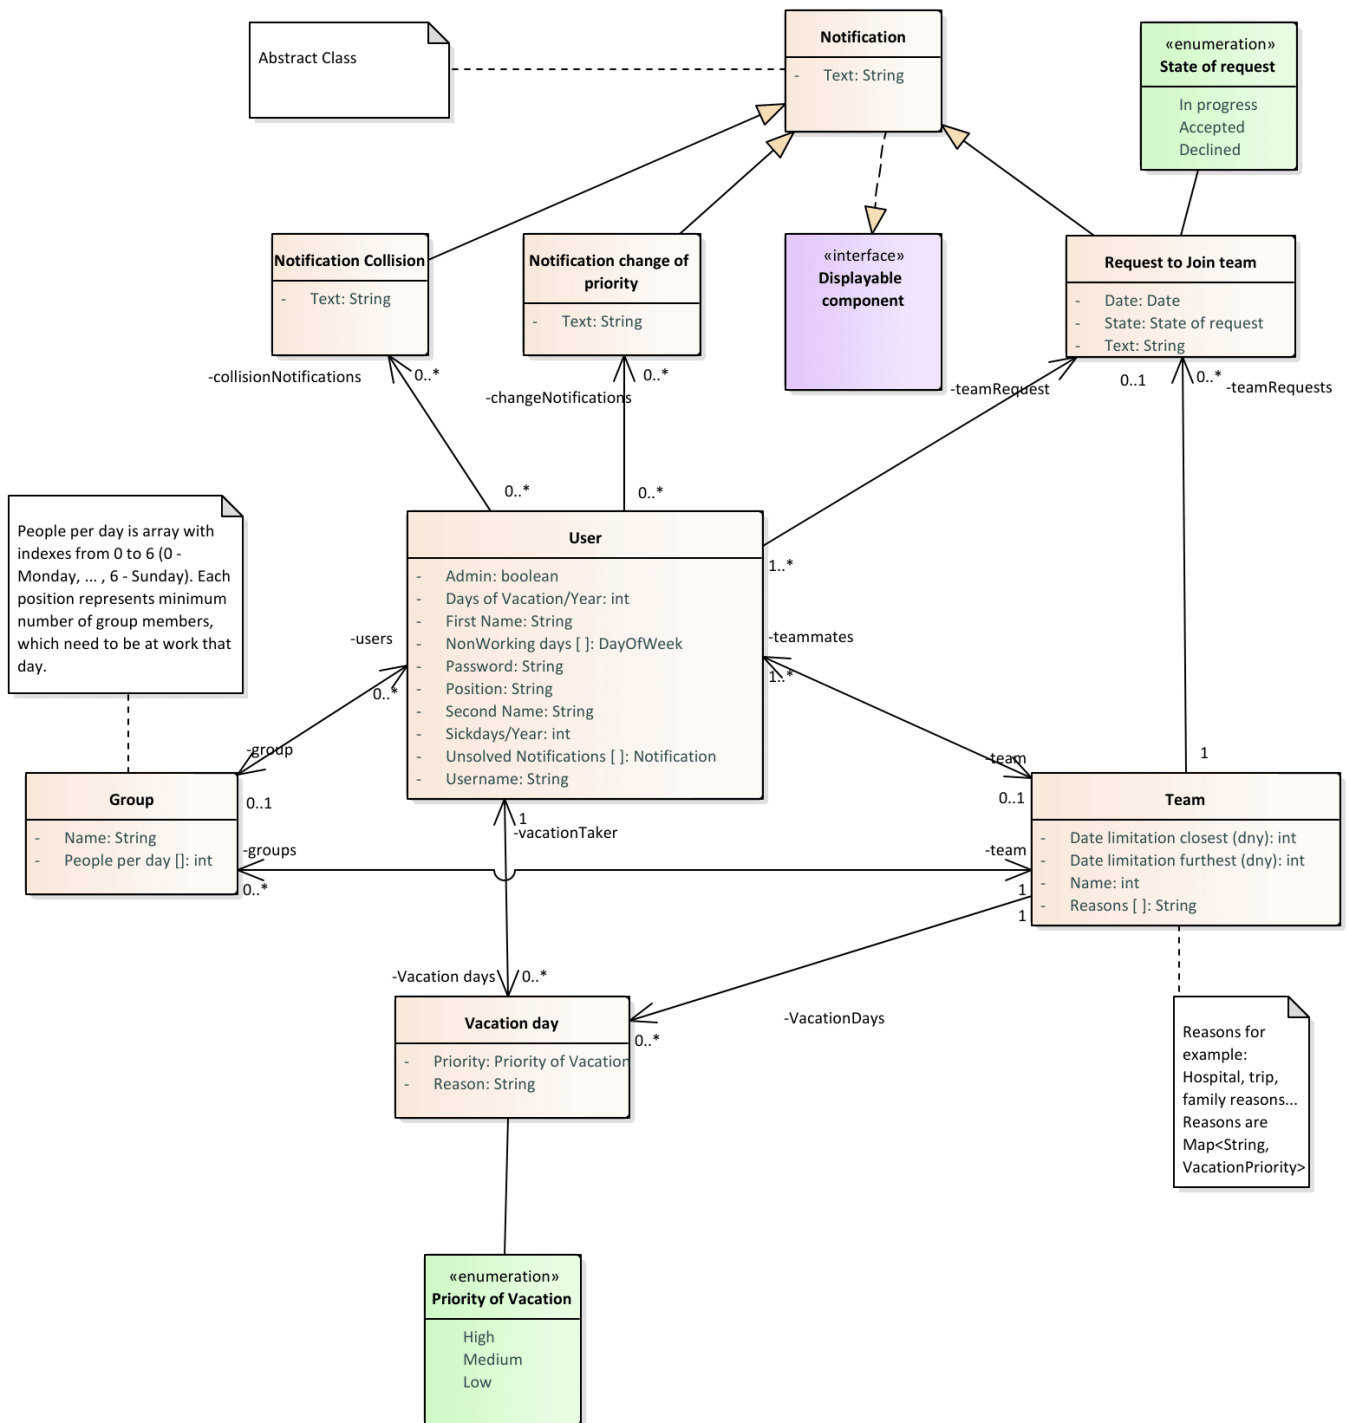 Abstract Class
Notification
- Text: String
«enumeration»
State of request
In progress
Accepted
Declined
Notification Collision
- Text: String
Notification change of
priority
- Text: String
«interface»
Displayable
component
Request to Join team
- Date: Date
- State: State of request
- Text: String
-collisionNotifications
0..*
-changeNotifications
0..*
-teamRequest
0..1
0..*
-teamRequests
0..*
0..*
People per day is array with
indexes from 0 to 6 (0 -
Monday, ... , 6 - Sunday). Each
position represents minimum
number of group members,
which need to be at work that
day.
User
- Admin: boolean
- Days of Vacation/Year: int
- First Name: String
- NonWorking days [ ]: DayOfWeek
- Password: String
- Position: String
- Second Name: String
- Sickdays/Year: int
- Unsolved Notifications [ ]: Notification
- Username: String
1..*
-users
0..*
-teammates
1..*
-group
0..1
-team
0..1
1
Group
- Name: String
- People per day []: int
-groups
0..*
1
-vacationTaker
-team
1
1
Team
- Date limitation closest (dny): int
- Date limitation furthest (dny): int
- Name: int
- Reasons [ ]: String
-Vacation days
0..*
Vacation day
- Priority: Priority of Vacation
- Reason: String
-VacationDays
0..*
Reasons for
example:
Hospital, trip,
family reasons...
Reasons are
Map<String,
VacationPriority>
«enumeration»
Priority of Vacation
High
Medium
Low